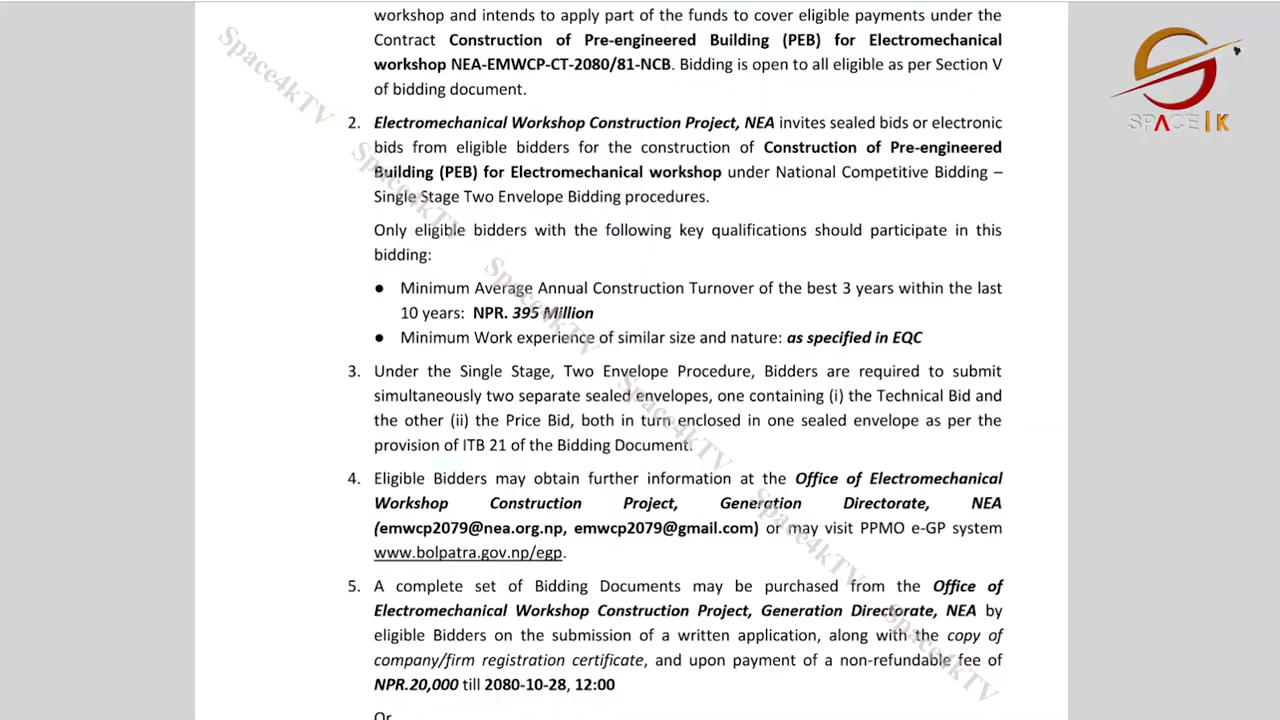 workshop and intends to apply part of the funds to cover eligible payments under the
Contract Construction of Pre-engineered Building (PEB) for Electromechanical
workshop NEA-EMWCP-CT-2080/81-NCB. Bidding is open to all eligible as per Section V
of bidding document.
2. Electromechanical Workshop Construction Project, NEA invites sealed bids or electronic
bids from eligible bidders for the construction of Construction of Pre-engineered
Building (PEB) for Electromechanical workshop under National Competitive Bidding –
Single Stage Two Envelope Bidding procedures.
Only eligible bidders with the following key qualifications should participate in this
bidding:
● Minimum Average Annual Construction Turnover of the best 3 years within the last
10 years: NPR. 395 Million
● Minimum Work experience of similar size and nature: as specified in EQC
3. Under the Single Stage, Two Envelope Procedure, Bidders are required to submit
simultaneously two separate sealed envelopes, one containing (i) the Technical Bid and
the other (ii) the Price Bid, both in turn enclosed in one sealed envelope as per the
provision of ITB 21 of the Bidding Document.
4. Eligible Bidders may obtain further information at the Office of Electromechanical
Workshop Construction Project, Generation Directorate, NEA
(emwcp2079@nea.org.np, emwcp2079@gmail.com) or may visit PPMO e-GP system
www.bolpatra.gov.np/egp.
5. A complete set of Bidding Documents may be purchased from the Office of
Electromechanical Workshop Construction Project, Generation Directorate, NEA by
eligible Bidders on the submission of a written application, along with the copy of
company/firm registration certificate, and upon payment of a non-refundable fee of
NPR.20,000 till 2080-10-28, 12:00
Or
Space4kTV
Space4kTV
Space4kTV
Space4kTV
Space4kTV
Space4kTV
SPACE | K